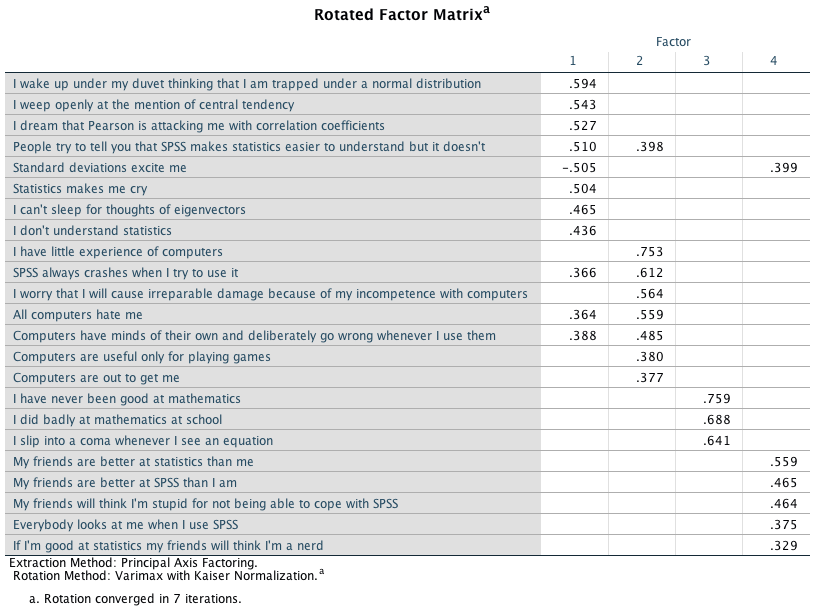 Rotated Factor Matrixa
Factor
1 2 3 4
I wake up under my duvet thinking that I am trapped under a normal distribution .594
I weep openly at the mention of central tendency .543
I dream that Pearson is attacking me with correlation coefficients .527
People try to tell you that SPSS makes statistics easier to understand but it doesn't .510 .398
Standard deviations excite me -.505 .399
Statistics makes me cry .504
I can't sleep for thoughts of eigenvectors .465
I don't understand statistics .436
I have little experience of computers .753
SPSS always crashes when I try to use it .366 .612
I worry that I will cause irreparable damage because of my incompetence with computers .564
All computers hate me .364 .559
Computers have minds of their own and deliberately go wrong whenever I use them .388 .485
Computers are useful only for playing games .380
Computers are out to get me .377
I have never been good at mathematics .759
I did badly at mathematics at school .688
I slip into a coma whenever I see an equation .641
My friends are better at statistics than me .559
My friends are better at SPSS than I am .465
My friends will think I'm stupid for not being able to cope with SPSS .464
Everybody looks at me when I use SPSS .375
If I'm good at statistics my friends will think I'm a nerd .329
Extraction Method: Principal Axis Factoring.
Rotation Method: Varimax with Kaiser Normalization.a
a. Rotation converged in 7 iterations.